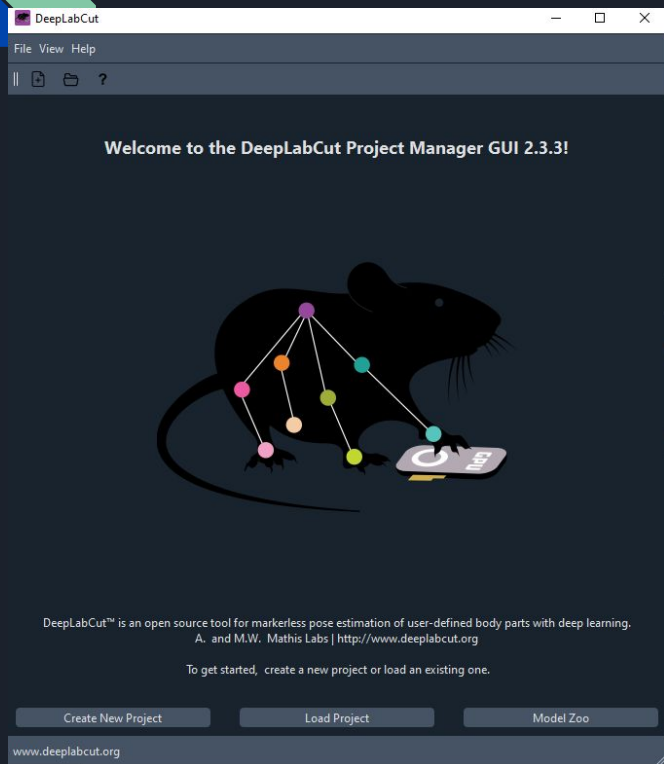 DeepLabCut
File View Help
?
Welcome to the DeepLabCut Project Manager GUI 2.3.3!
GPU
DeepLabCut™ is an open source tool for markerless pose estimation of user-defined body parts with deep learning.
A. and M.W. Mathis Labs | http://www.deeplabcut.org
To get started, create a new project or load an existing one.
Create New Project Load Project Model Zoo
www.deeplabcut.org